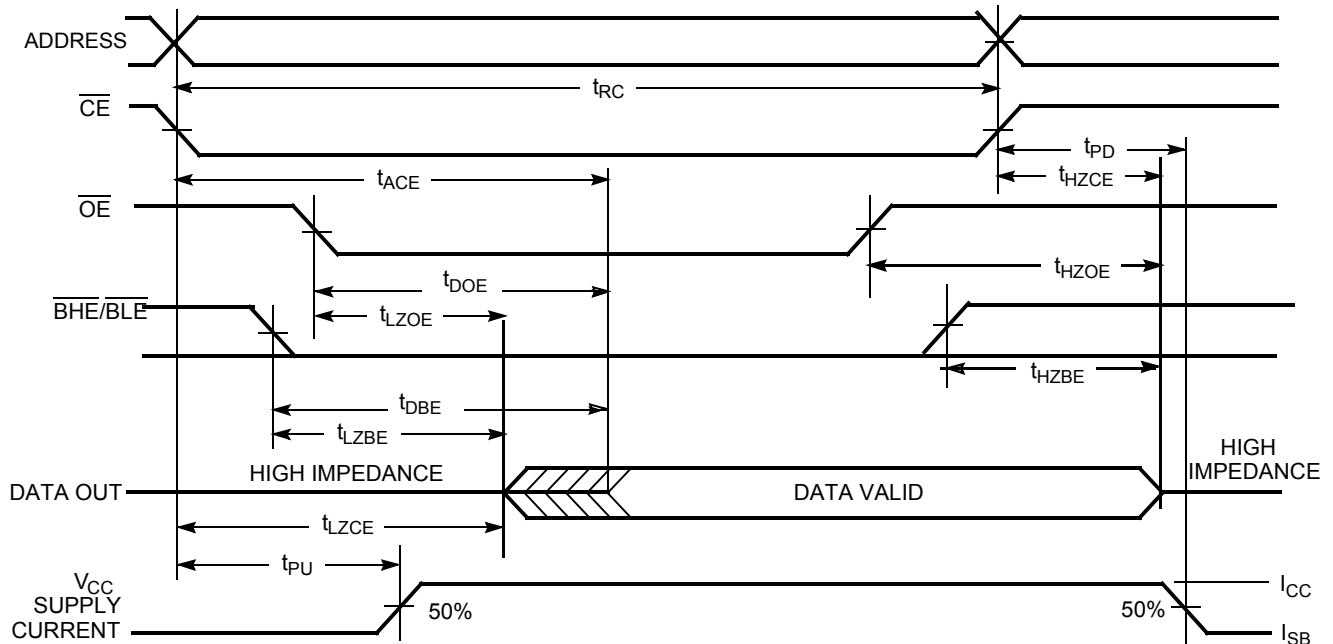 ADDRESS
tRC
CE
tPD
tACE
tHZCE
OE
tHZOE
tDOE
BHE/BLE
tLZOE
tHZBE
tDBE
tLZBE
HIGH IMPEDANCE
HIGH
IMPEDANCE
DATA OUT
DATA VALID
tLZCE
tPU
VCC
SUPPLY
CURRENT
50%
50%
ICC
ISB